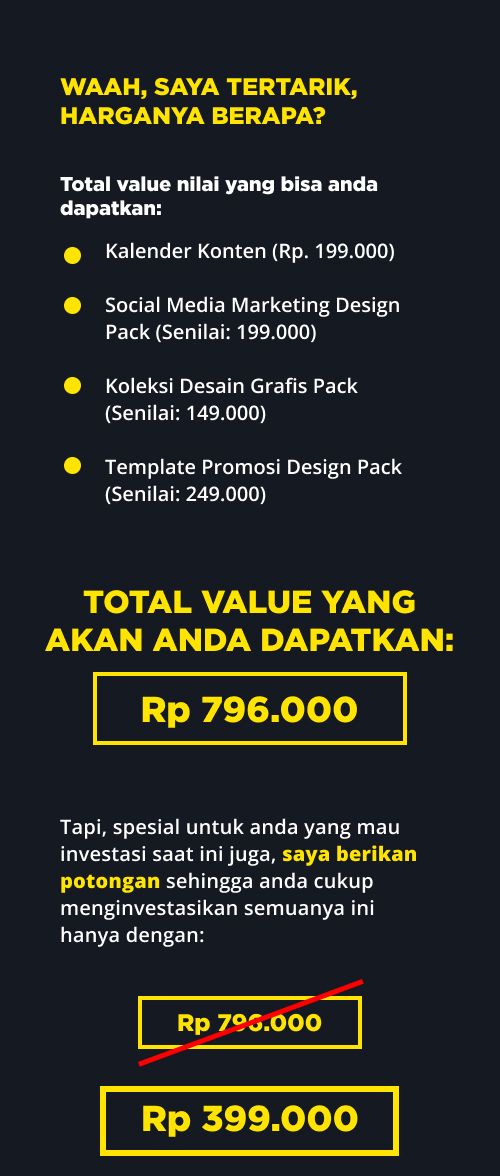 WAAH, SAYA TERTARIK,
HARGANYA BERAPA?
Total value nilai yang bisa anda
dapatkan:
Kalender Konten (Rp. 199.000)
Social Media Marketing Design
Pack (Senilai: 199.000)
Koleksi Desain Grafis Pack
(Senilai: 149.000)
Template Promosi Design Pack
(Senilai: 249.000)
TOTAL VALUE YANG
AKAN ANDA DAPATKAN:
Rp 796.000
Tapi, spesial untuk anda yang mau
investasi saat ini juga, saya berikan
potongan sehingga anda cukup
menginvestasikan semuanya ini
hanya dengan:
Rp 796.000
Rp 399.000